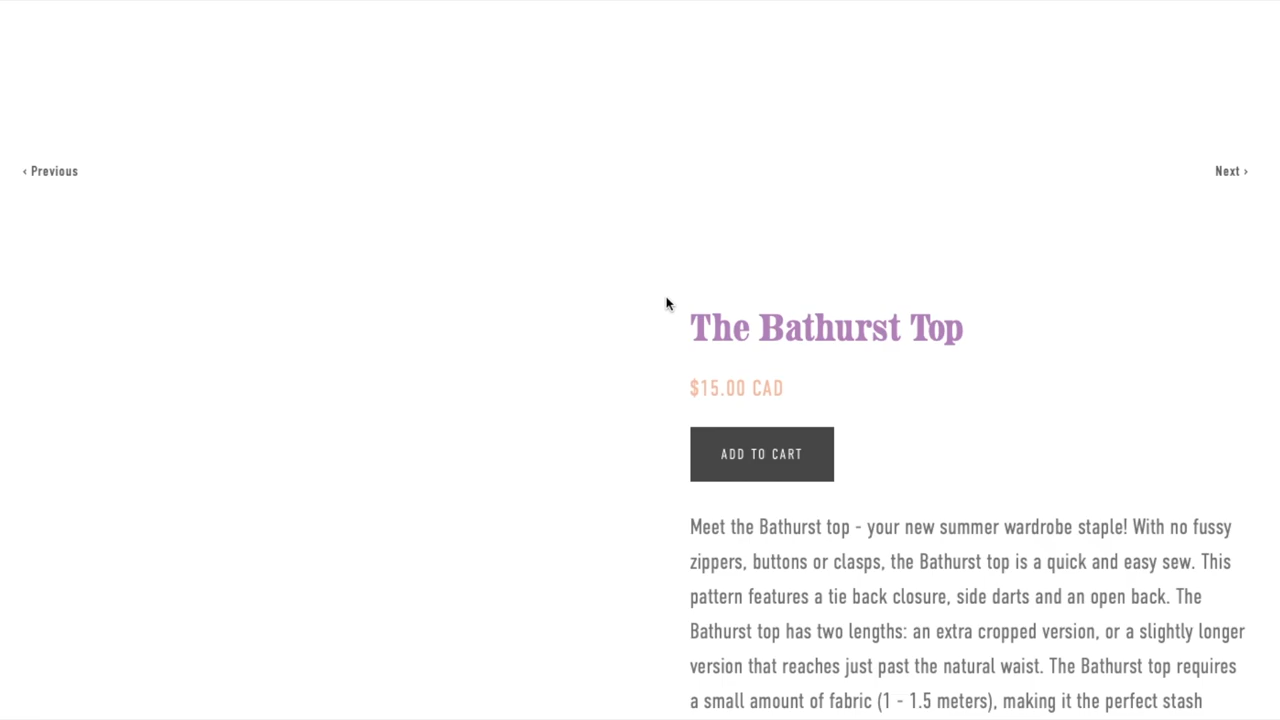 ‹ Previous
Next ›
The Bathurst Top
$15.00 CAD
ADD TO CART
Meet the Bathurst top - your new summer wardrobe staple! With no fussy
zippers, buttons or clasps, the Bathurst top is a quick and easy sew. This
pattern features a tie back closure, side darts and an open back. The
Bathurst top has two lengths: an extra cropped version, or a slightly longer
version that reaches just past the natural waist. The Bathurst top requires
a small amount of fabric (1 - 1.5 meters), making it the perfect stash